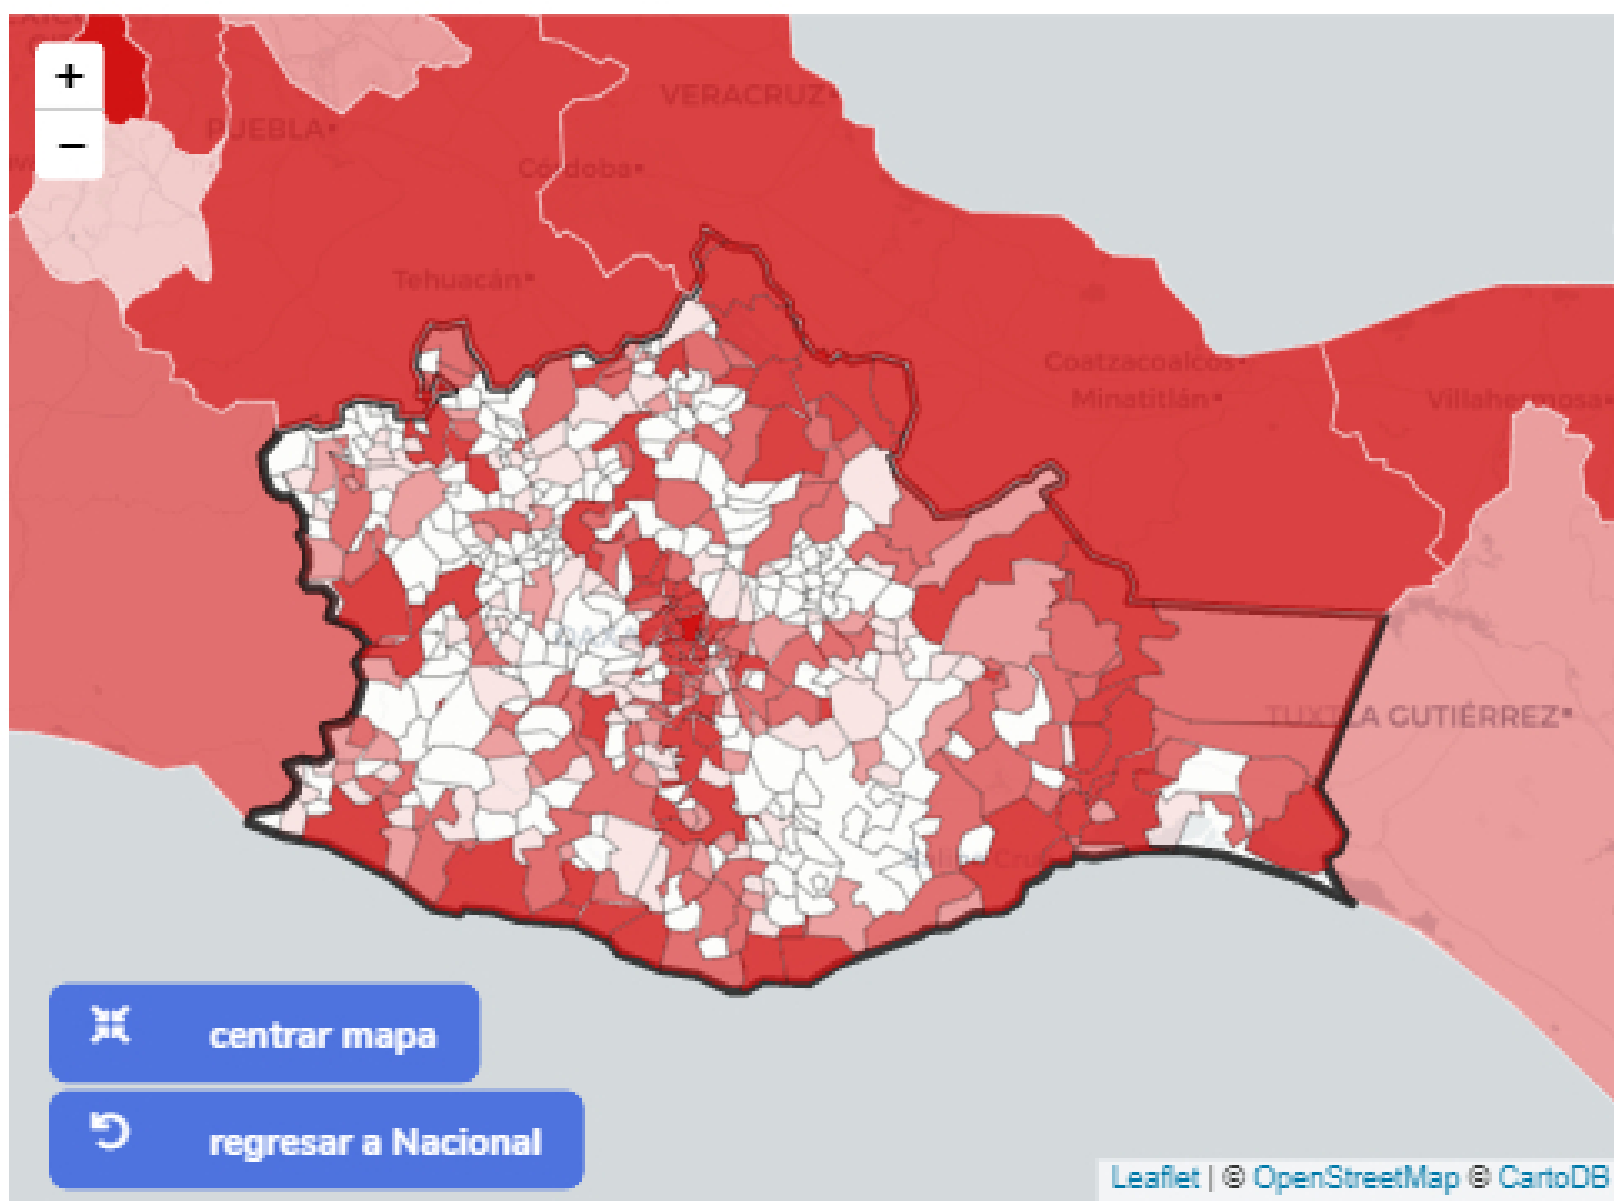 +
−
VERACRUZ
PUEBLA
Córdoba
Tehuacán
Coatzacoalcos
Minatitlán
Villahermosa
TUXTLA GUTIÉRREZ
centrar mapa
regresar a Nacional
Leaflet | © OpenStreetMap © CartoDB